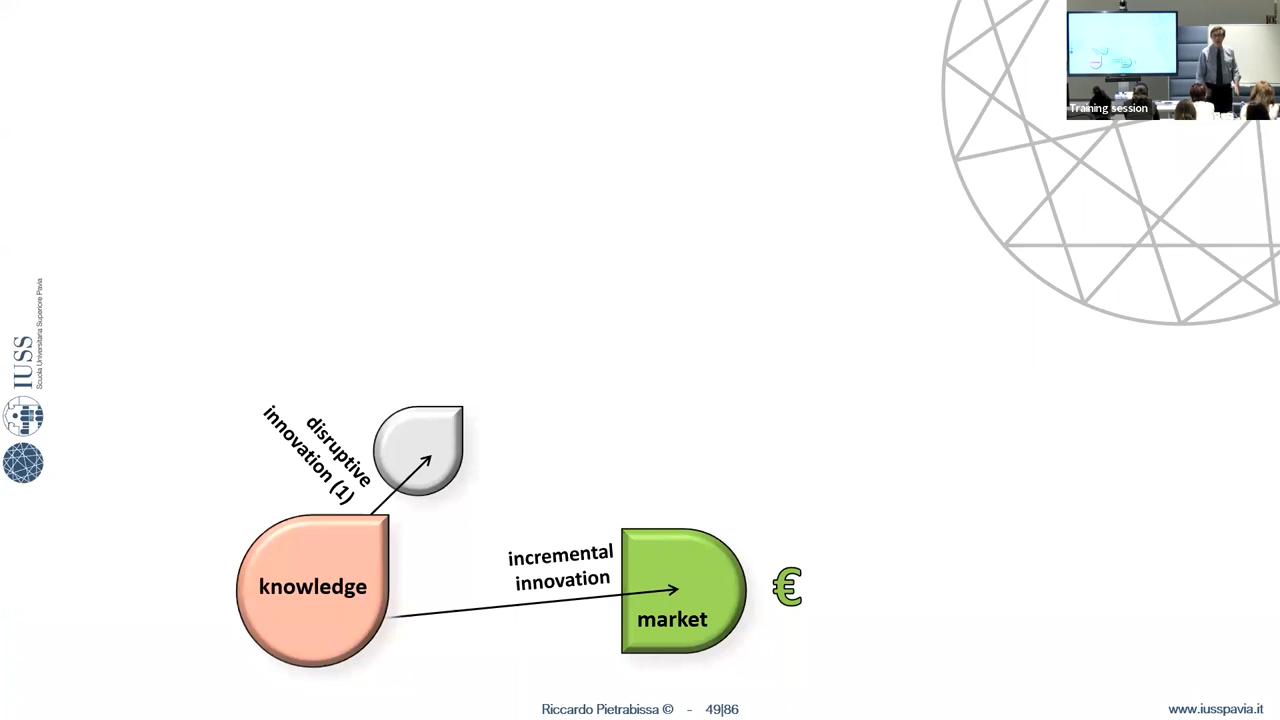 Training session
IUSS
Scuola Universitaria Superiore Pavia
disruptive
innovation (1)
knowledge
incremental
innovation
market
€
Riccardo Pietrabissa © - 49|86
www.iusspavia.it